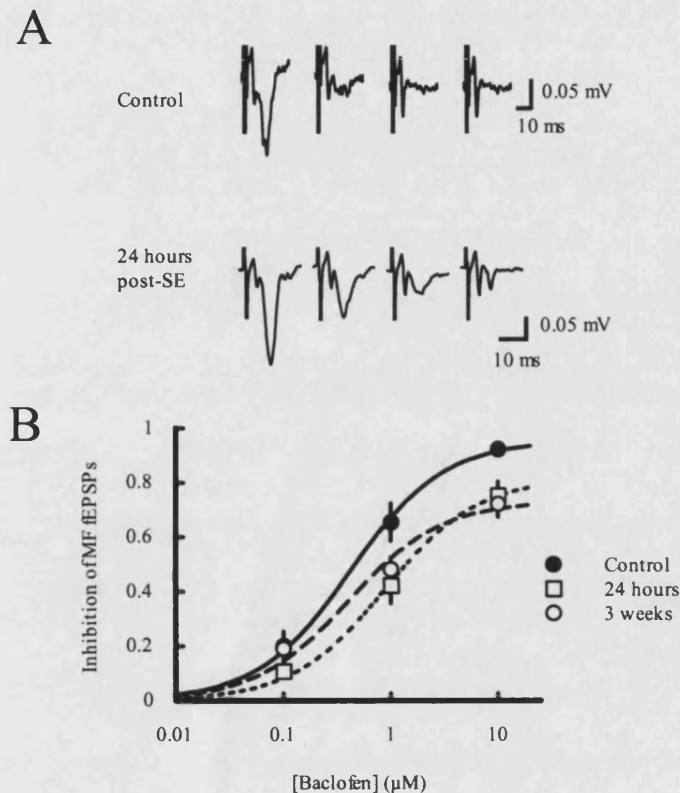 A
Control
0.05 mV
10 ms
24 hours
post-SE
0.05 mV
10 ms
B
Inhibition of MF fEPSPs
1
0.8
0.6
0.4
0.2
0
0.01
0.1
1
10
[Baclofen] (µM)
Control
24 hours
3 weeks